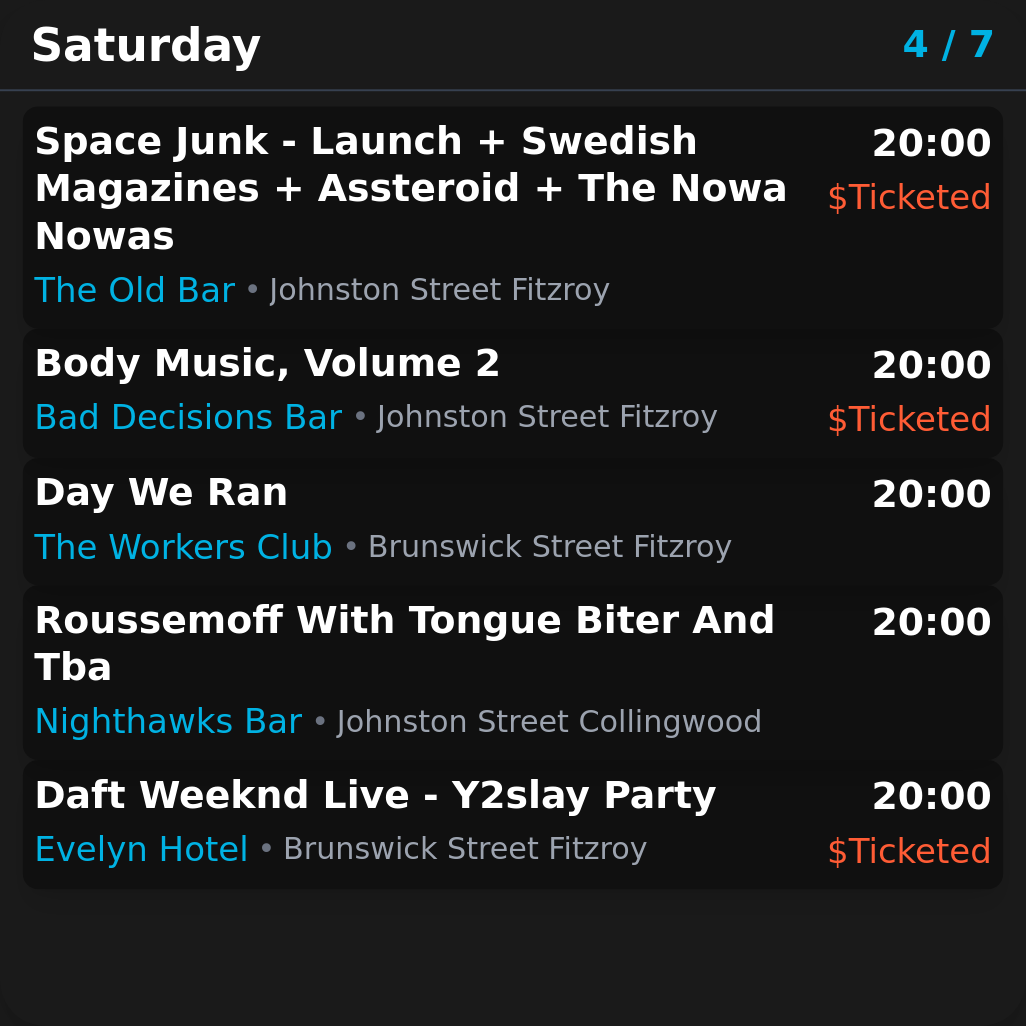 Saturday
4 / 7
Space Junk - Launch + Swedish
Magazines + Assteroid + The Nowa
Nowas
20:00
$Ticketed
The Old Bar • Johnston Street Fitzroy
Body Music, Volume 2
20:00
Bad Decisions Bar • Johnston Street Fitzroy
$Ticketed
Day We Ran
20:00
The Workers Club • Brunswick Street Fitzroy
Roussemoff With Tongue Biter And
Tba
20:00
Nighthawks Bar • Johnston Street Collingwood
Daft Weeknd Live - Y2slay Party
20:00
Evelyn Hotel • Brunswick Street Fitzroy
$Ticketed